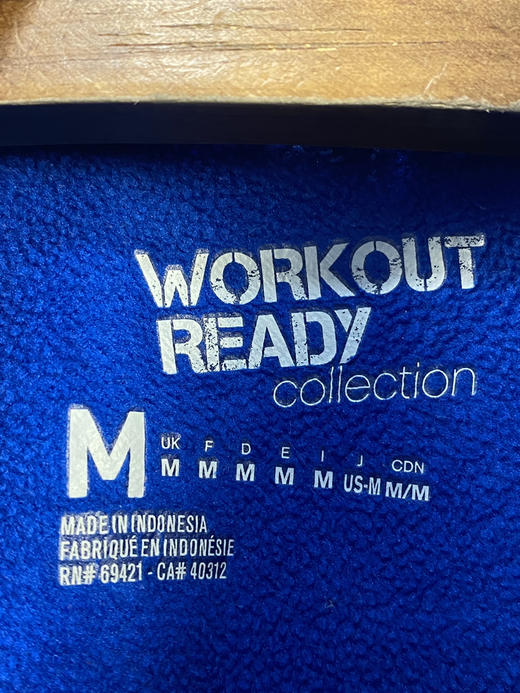 WORKOUT
READY
collection
M
UK F D E I J CDN
M M M M M US-M M/M
MADE IN INDONESIA
FABRIQUÉ EN INDONÉSIE
RN# 69421 - CA# 40312